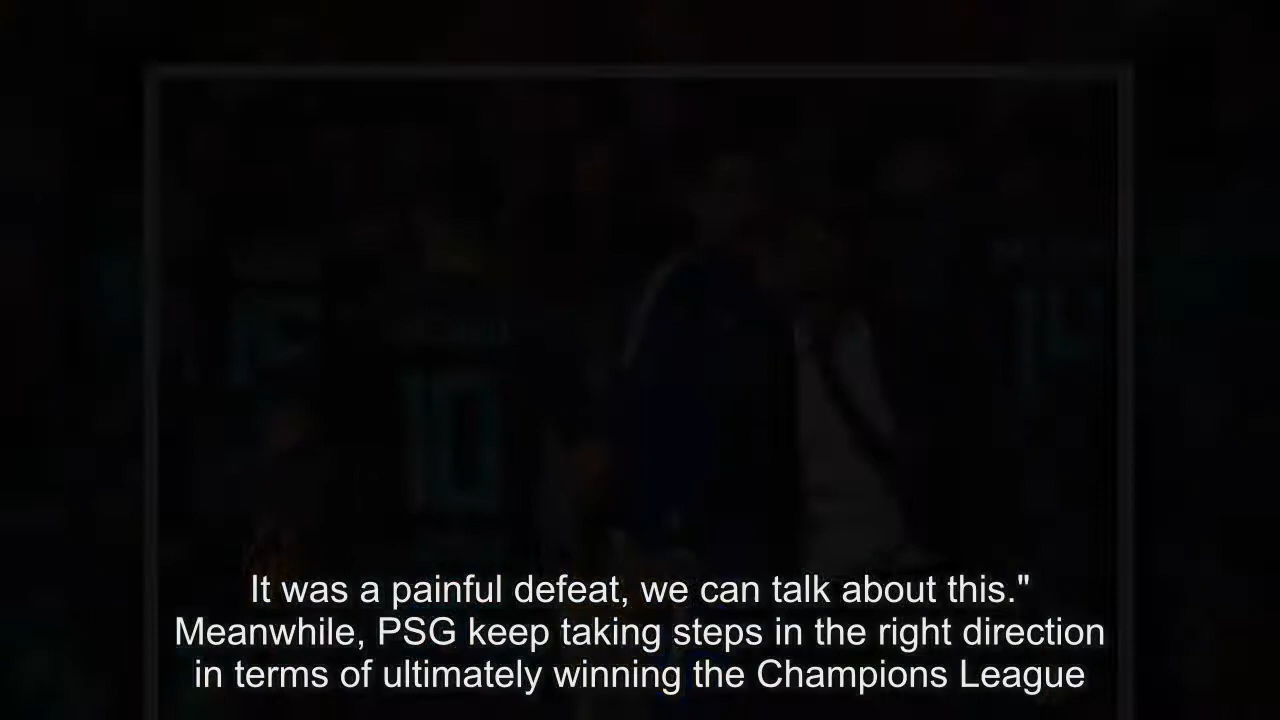 10
It was a painful defeat, we can talk about this."
Meanwhile, PSG keep taking steps in the right direction
in terms of ultimately winning the Champions League